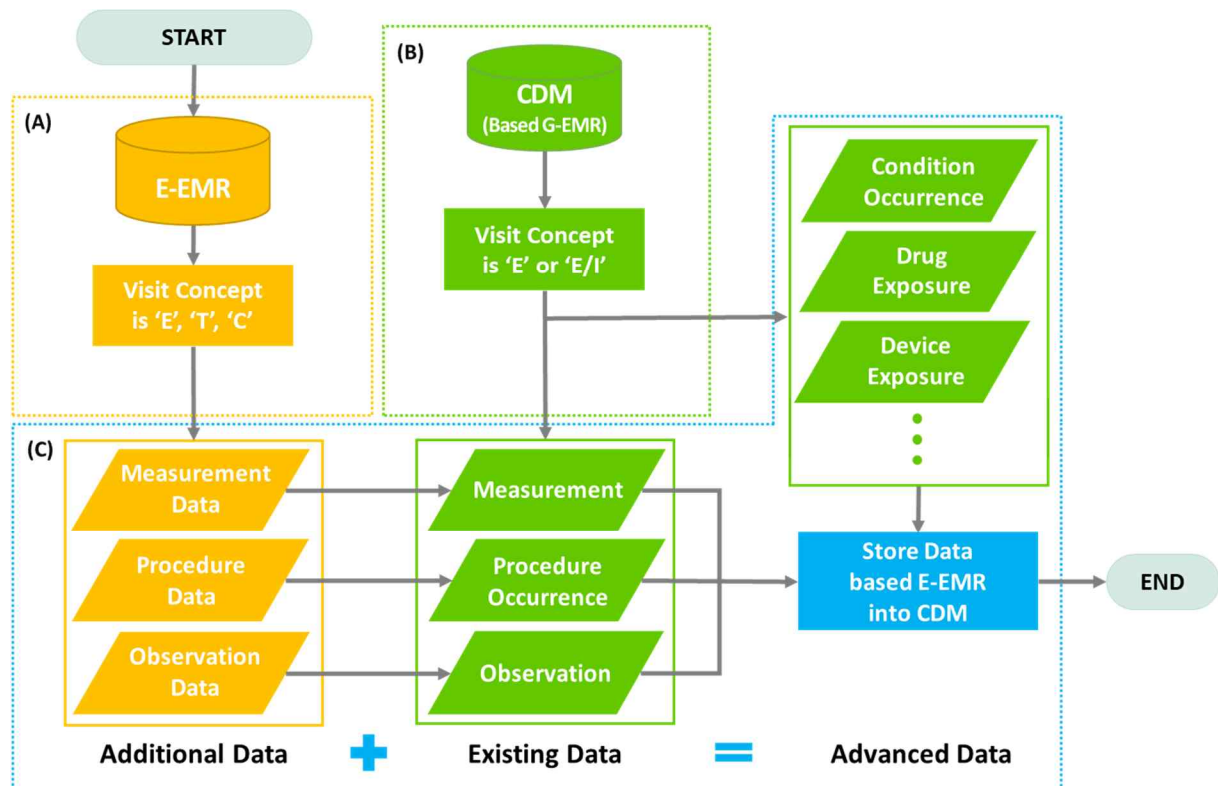 START
(A)
E-EMR
Visit Concept
is ‘E’, ‘T’, ‘C’
(B)
CDM
(Based G-EMR)
Visit Concept
is ‘E’ or ‘E/I’
Condition
Occurrence
Drug
Exposure
Device
Exposure
(C)
Measurement
Data
Procedure
Data
Observation
Data
Measurement
Procedure
Occurrence
Observation
Store Data
based E-EMR
into CDM
END
Additional Data + Existing Data = Advanced Data